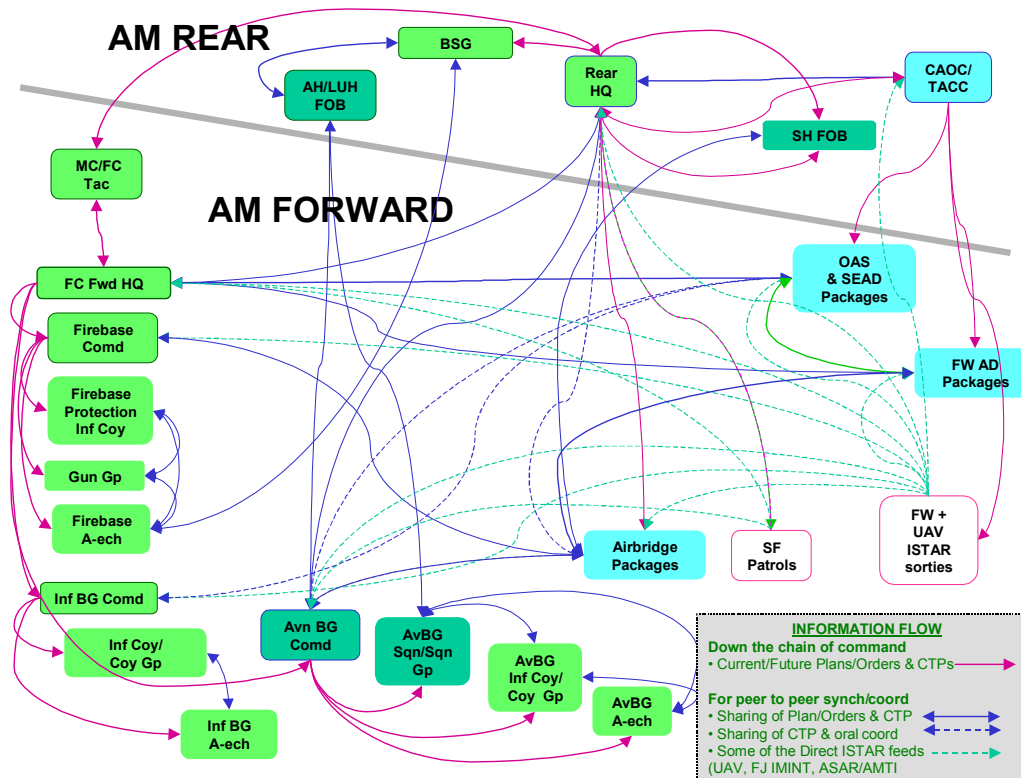 AM REAR
BSG
Rear
HQ
CAOC/
TACC
AH/LUH
FOB
SH FOB
MC/FC
Tac
AM FORWARD
FC Fwd HQ
OAS
& SEAD
Packages
Firebase
Comd
FW AD
Packages
Firebase
Protection
Inf Coy
Gun Gp
Firebase
A-ech
Airbridge
Packages
SF
Patrols
FW +
UAV
ISTAR
sorties
Inf BG Comd
Avn BG
Comd
AvBG
Sqn/Sqn
Gp
AvBG
Inf Coy/
Coy Gp
AvBG
A-ech
Inf Coy/
Coy Gp
Inf BG
A-ech
INFORMATION FLOW
Down the chain of command
• Current/Future Plans/Orders & CTPs
For peer to peer synch/coord
• Sharing of Plan/Orders & CTP
• Sharing of CTP & oral coord
• Some of the Direct ISTAR feeds
(UAV, FJ IMINT, ASAR/AMTI